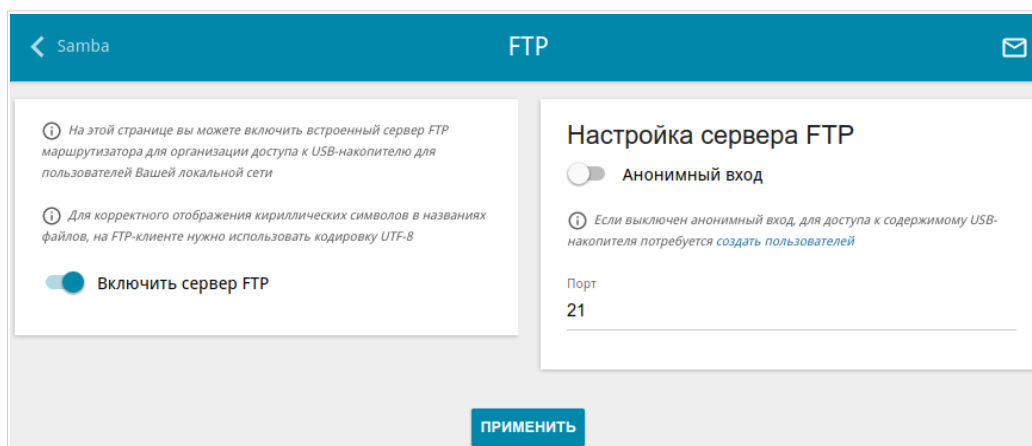 Samba
FTP
На этой странице вы можете включить встроенный сервер FTP
маршрутизатора для организации доступа к USB-накопителю для
пользователей Вашей локальной сети
Для корректного отображения кириллических символов в названиях
файлов, на FTP-клиенте нужно использовать кодировку UTF-8
Включить сервер FTP
Настройка сервера FTP
Анонимный вход
Если выключен анонимный вход, для доступа к содержимому USB-
накопителя потребуется создать пользователей
Порт
21
ПРИМЕНИТЬ